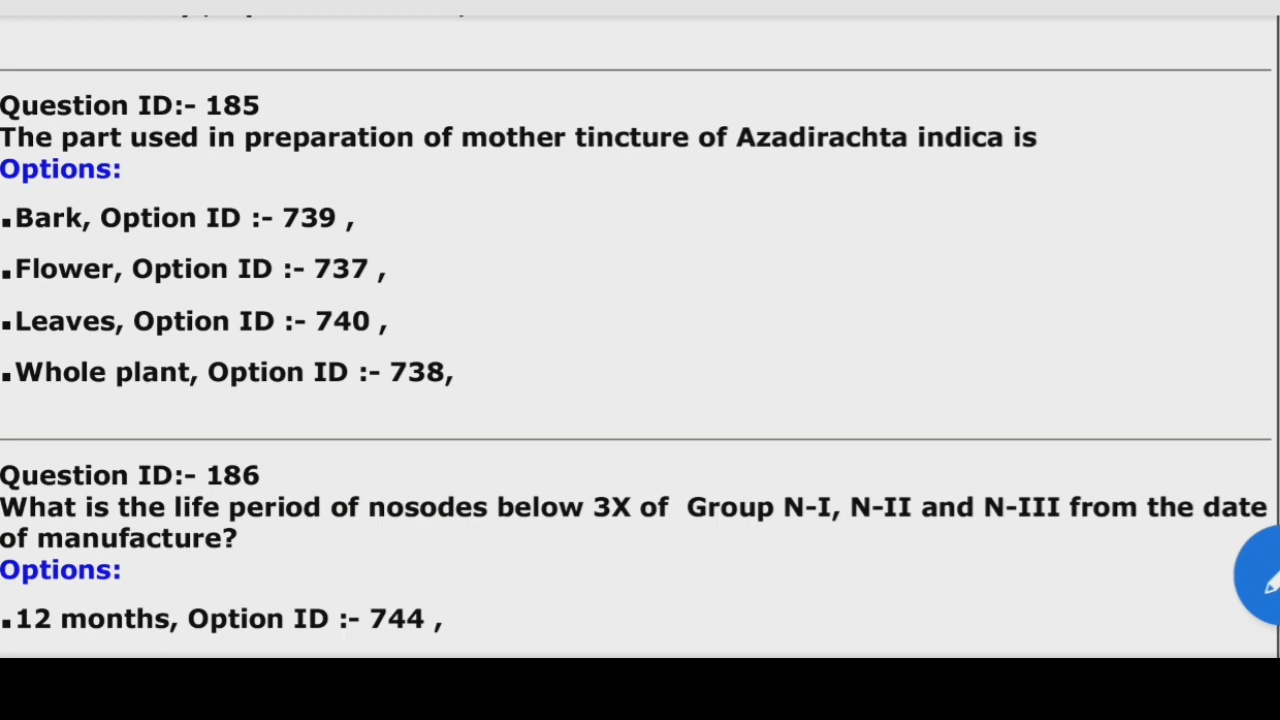 Question ID:- 185
The part used in preparation of mother tincture of Azadirachta indica is
Options:
▪Bark, Option ID :- 739 ,
▪Flower, Option ID :- 737 ,
▪Leaves, Option ID :- 740 ,
▪Whole plant, Option ID :- 738,
Question ID:- 186
What is the life period of nosodes below 3X of  Group N-I, N-II and N-III from the date
of manufacture?
Options:
▪12 months, Option ID :- 744 ,